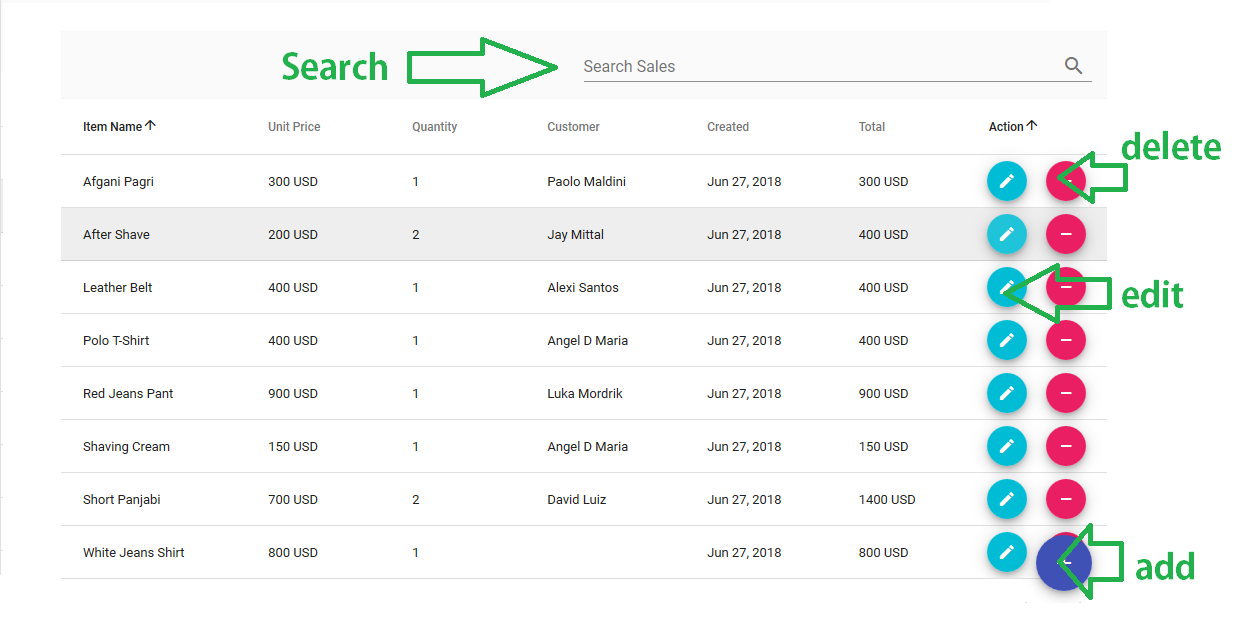 Search Search Sales
Item Name Unit Price Quantity Customer Created Total Action
delete
Afgani Pagri 300 USD 1 Paolo Maldini Jun 27, 2018 300 USD
After Shave 200 USD 2 Jay Mittal Jun 27, 2018 400 USD
Leather Belt 400 USD 1 Alexi Santos Jun 27, 2018 400 USD
edit
Polo T-Shirt 400 USD 1 Angel D Maria Jun 27, 2018 400 USD
Red Jeans Pant 900 USD 1 Luka Mordrik Jun 27, 2018 900 USD
Shaving Cream 150 USD 1 Angel D Maria Jun 27, 2018 150 USD
Short Panjabi 700 USD 2 David Luiz Jun 27, 2018 1400 USD
White Jeans Shirt 800 USD 1 Jun 27, 2018 800 USD
add